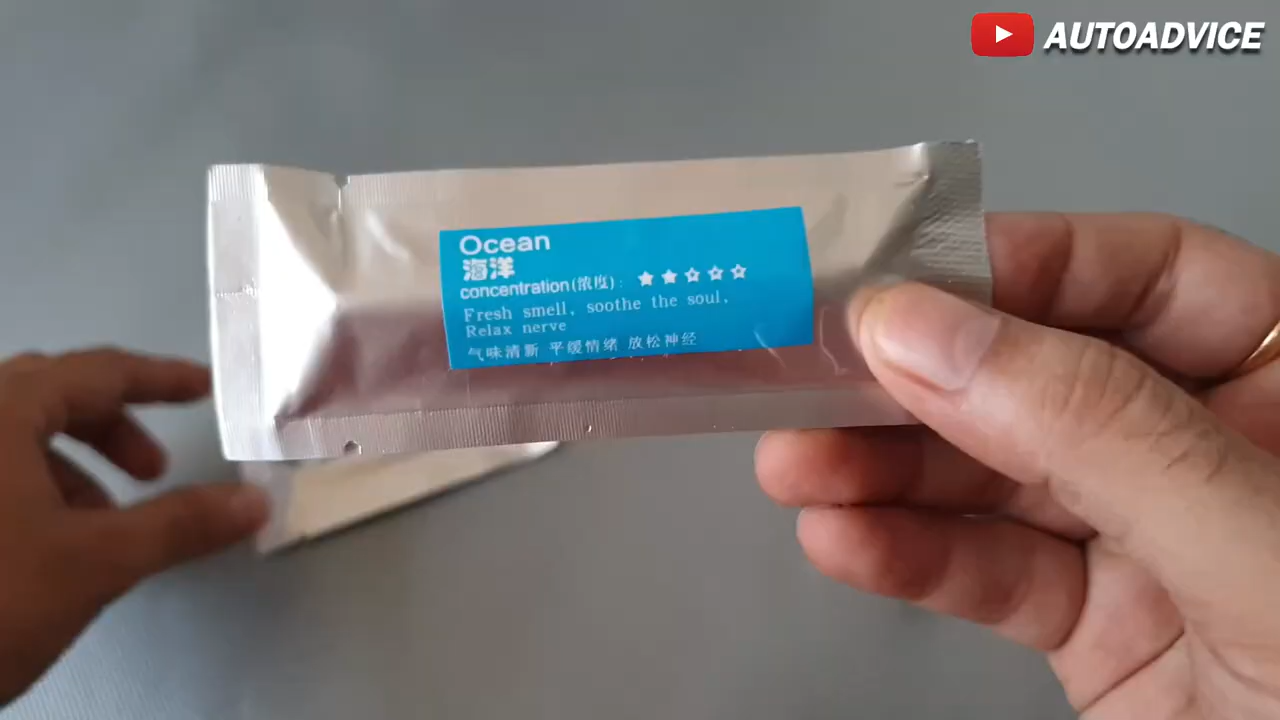 AUTOADVICE
Ocean
海洋
concentration(浓度): ★★☆☆☆
Fresh smell, soothe the soul,
Relax nerve
气味清新 平缓情绪 放松神经